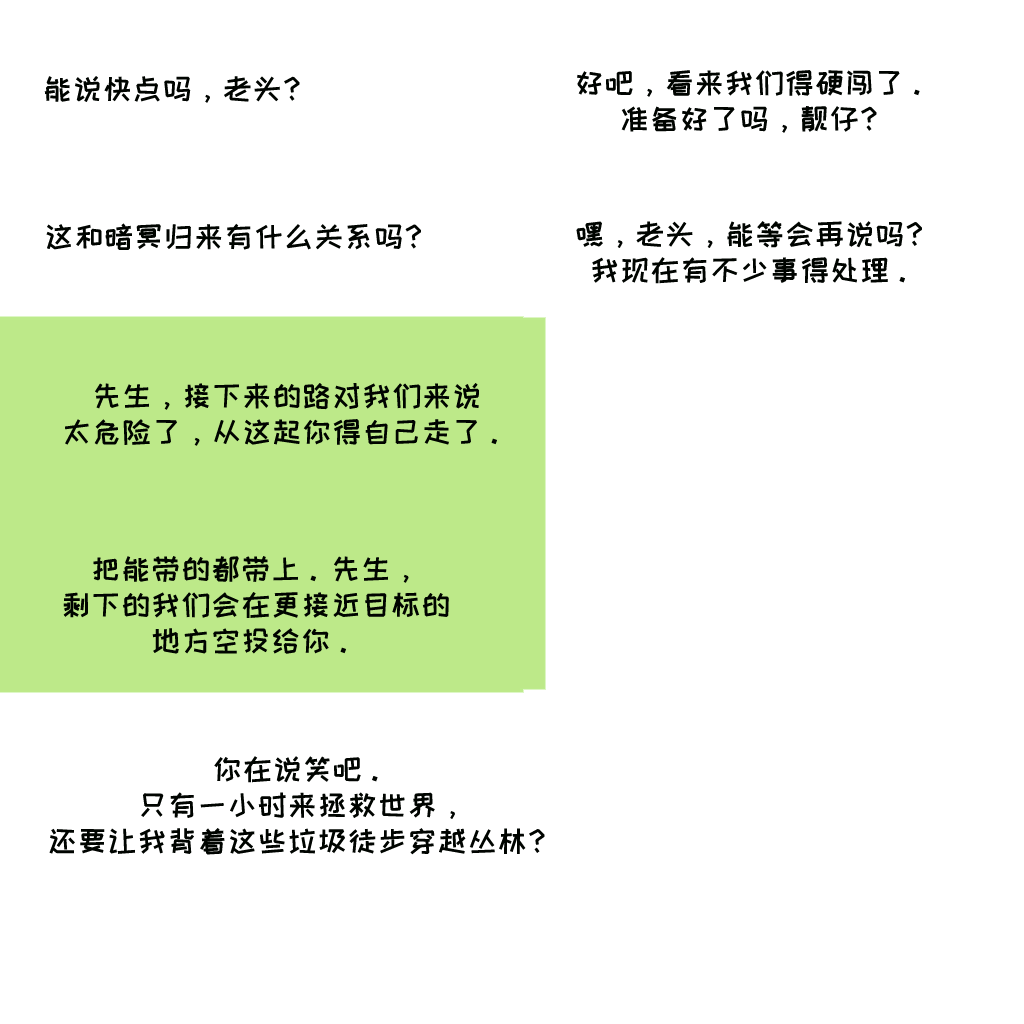 能说快点吗，老头？
这和暗冥归来有什么关系吗？
先生，接下来的路对我们来说
太危险了，从这起你得自己走了．
把能带的都带上．先生，
剩下的我们会在更接近目标的
地方空投给你．
你在说笑吧．
只有一小时来拯救世界，
还要让我背着这些垃圾徒步穿越丛林？
好吧，看来我们得硬闯了．
准备好了吗，靓仔？
嘿，老头，能等会再说吗？
我现在有不少事得处理．